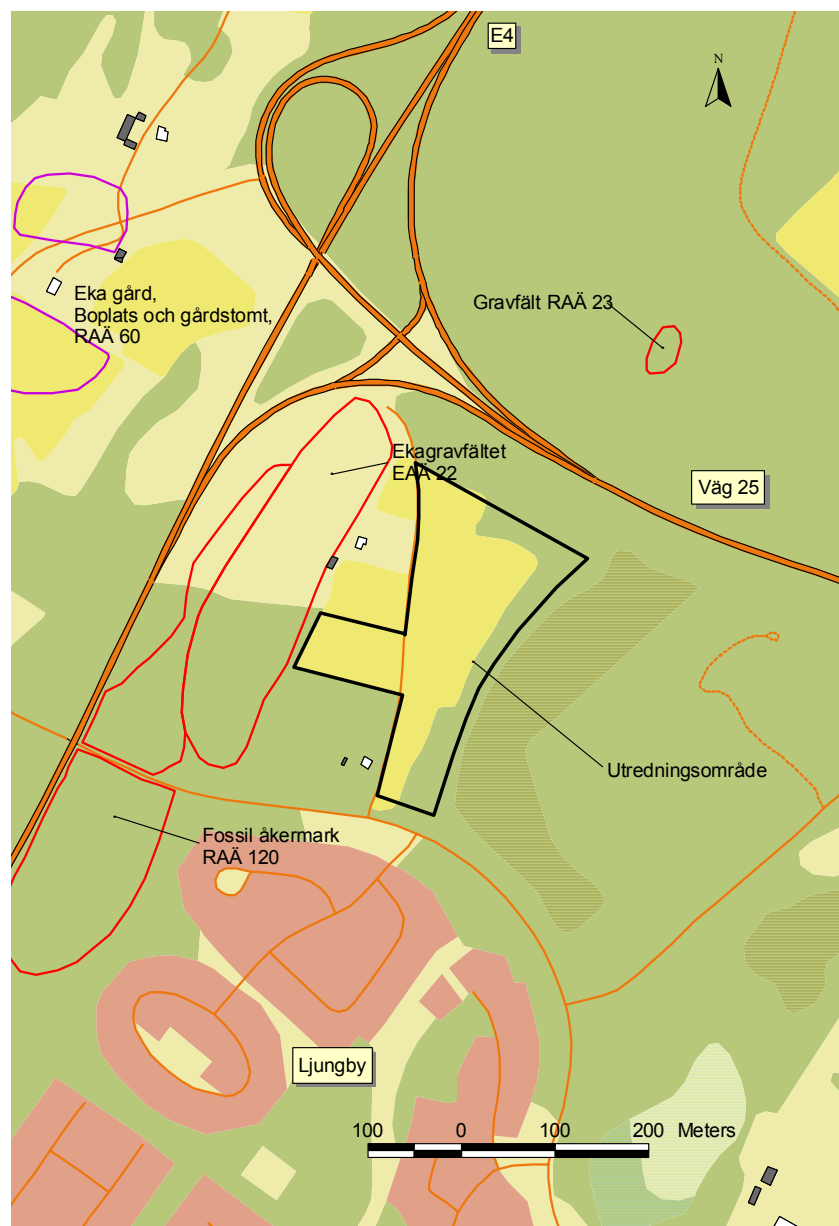 E4
N
Eka gård,
Boplats och gårdstomt,
RAÄ 60
Gravfält RAÄ 23
Ekagravfältet
EAÄ 22
Väg 25
Utredningsområde
Fossil åkermark
RAÄ 120
Ljungby
100 0 100 200 Meters